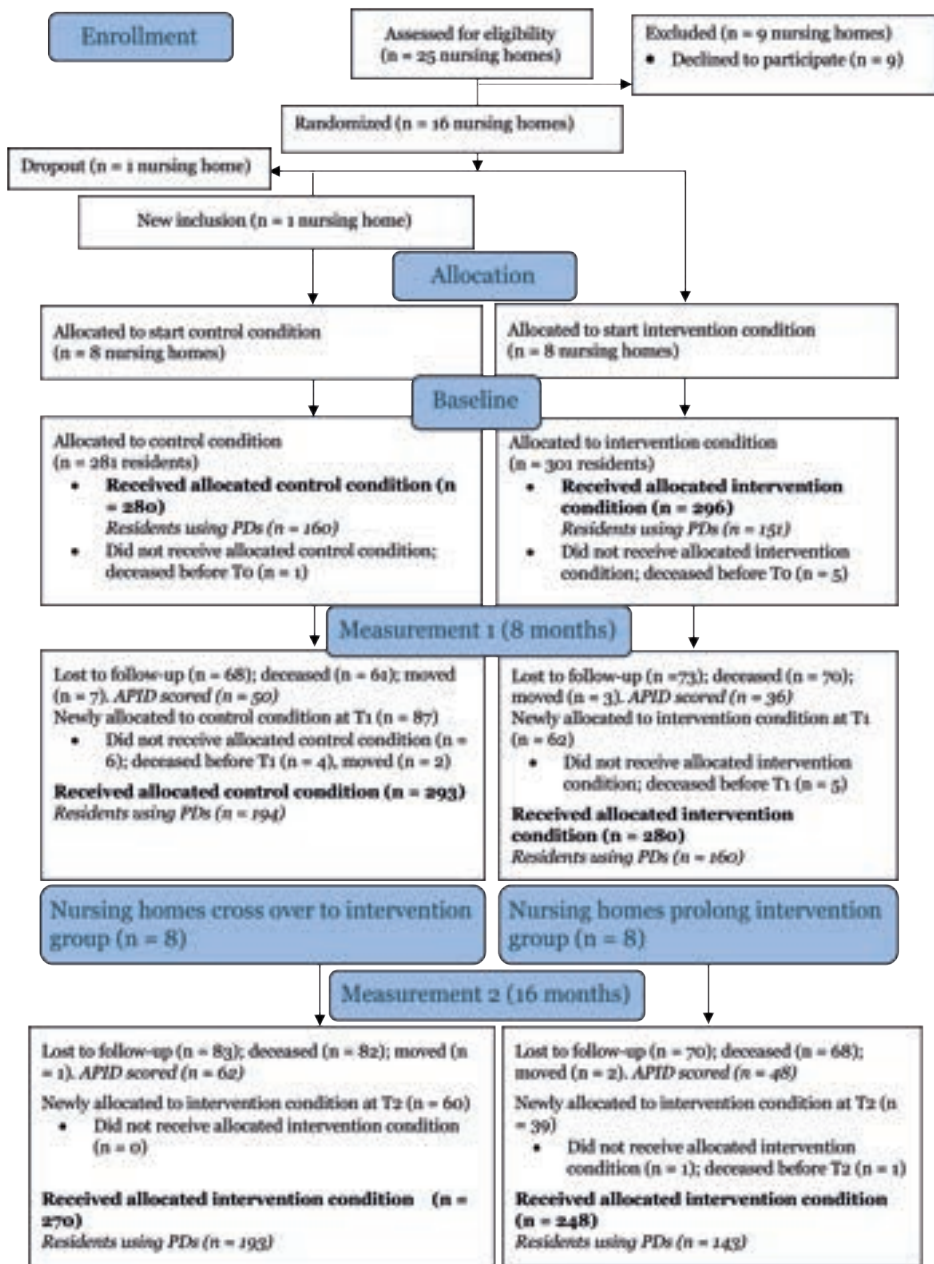 Enrollment
Assessed for eligibility
(n = 25 nursing homes)
Excluded (n = 9 nursing homes)
• Declined to participate (n = 9)
Randomized (n = 16 nursing homes)
Dropout (n = 1 nursing home)
New inclusion (n = 1 nursing home)
Allocation
Allocated to start control condition
(n = 8 nursing homes)
Allocated to start intervention condition
(n = 8 nursing homes)
Baseline
Allocated to control condition
(n = 281 residents)
• Received allocated control condition (n
= 280)
Residents using PDs (n = 160)
• Did not receive allocated control condition;
deceased before T0 (n = 1)
Allocated to intervention condition
(n = 301 residents)
• Received allocated intervention
condition (n = 296)
Residents using PDs (n = 151)
• Did not receive allocated intervention
condition; deceased before T0 (n = 5)
Measurement 1 (8 months)
Lost to follow-up (n = 68); deceased (n = 61); moved
(n = 7). APID scored (n = 50)
Newly allocated to control condition at T1 (n = 87)
• Did not receive allocated control condition (n =
6); deceased before T1 (n = 4), moved (n = 2)
Received allocated control condition (n = 293)
Residents using PDs (n = 194)
Lost to follow-up (n =73); deceased (n = 70);
moved (n = 3). APID scored (n = 36)
Newly allocated to intervention condition at T1
(n = 62)
• Did not receive allocated intervention
condition; deceased before T1 (n = 5)
Received allocated intervention
condition (n = 280)
Residents using PDs (n = 160)
Nursing homes cross over to intervention
group (n = 8)
Nursing homes prolong intervention
group (n = 8)
Measurement 2 (16 months)
Lost to follow-up (n = 83); deceased (n = 82); moved (n
= 1). APID scored (n = 62)
Newly allocated to intervention condition at T2 (n = 60)
• Did not receive allocated intervention condition
(n = 0)
Received allocated intervention condition (n =
270)
Residents using PDs (n = 193)
Lost to follow-up (n = 70); deceased (n = 68);
moved (n = 2). APID scored (n = 48)
Newly allocated to intervention condition at T2 (n
= 39)
• Did not receive allocated intervention
condition (n = 1); deceased before T2 (n = 1)
Received allocated intervention condition
(n = 248)
Residents using PDs (n = 143)